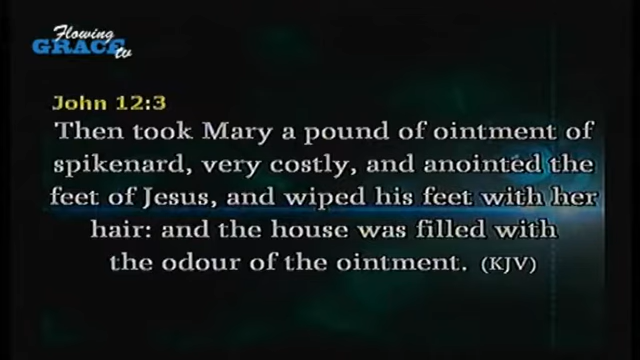 Flowing
GRACE tv
John 12:3
Then took Mary a pound of ointment of
spikenard, very costly, and anointed the
feet of Jesus, and wiped his feet with her
hair: and the house was filled with
the odour of the ointment. (KJV)